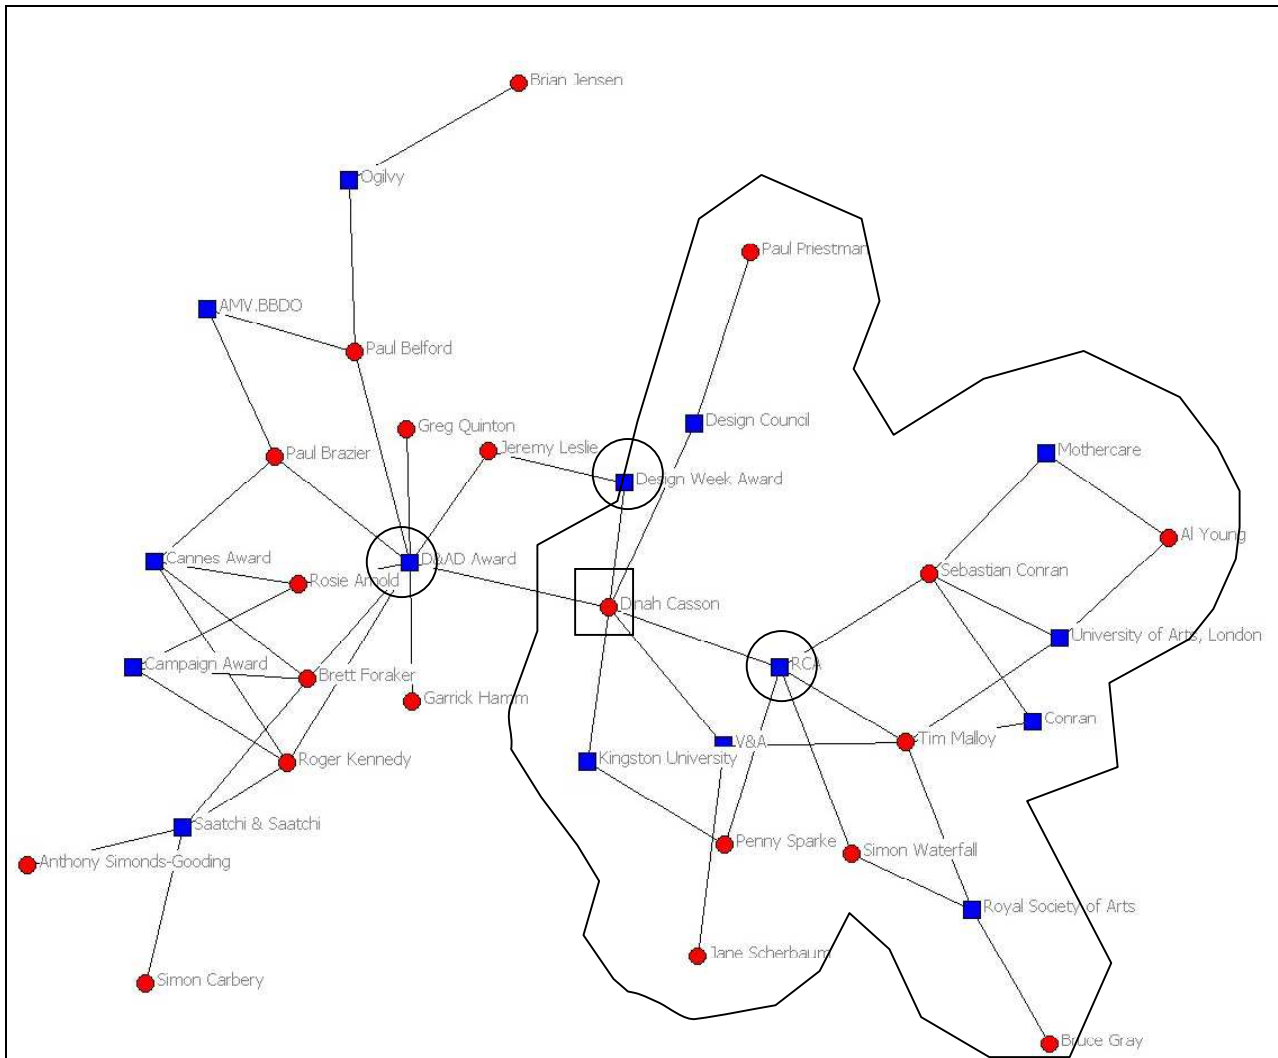 Brian Jensen
Ogilvy
Paul Priestman
AMV.BBDO
Paul Belford
Design Council
Greg Quinton
Jeremy Leslie
Paul Brazier
Mothercare
Design Week Award
Al Young
Cannes Award
D&AD Award
Sebastian Conran
Rosie Arnold
Dinah Casson
University of Arts, London
Campaign Award
RCA
Brett Foraker
Garrick Hamm
Conran
Tim Malloy
V&A
Kingston University
Roger Kennedy
Saatchi & Saatchi
Penny Sparke
Simon Waterfall
Anthony Simonds-Gooding
Royal Society of Arts
Jane Scherbaum
Simon Carbery
Bruce Gray